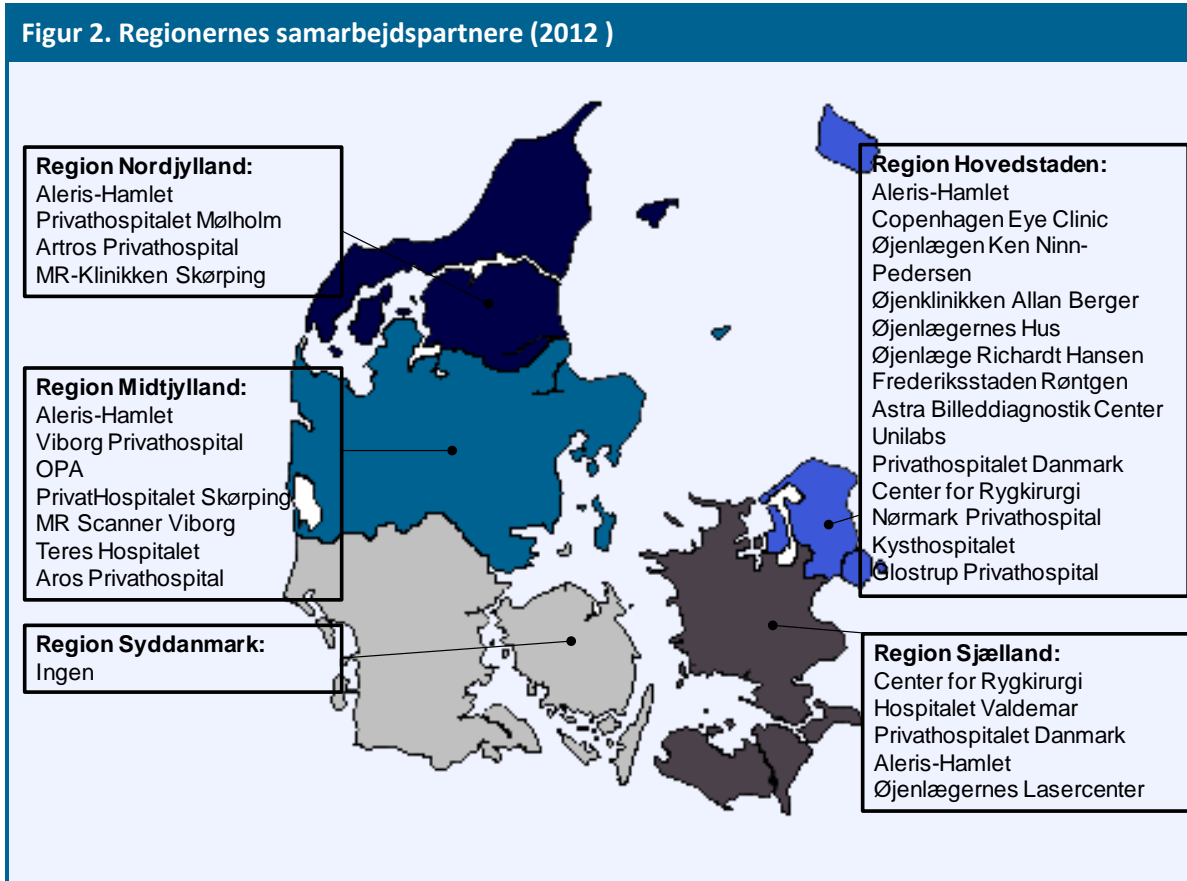 Figur 2. Regionernes samarbejdspartnere (2012 )
Region Nordjylland:
Aleris-Hamlet
Privathospitalet Mølholm
Artros Privathospital
MR-Klinikken Skørping
Region Midtjylland:
Aleris-Hamlet
Viborg Privathospital
OPA
PrivatHospitalet Skørping
MR Scanner Viborg
Teres Hospitalet
Aros Privathospital
Region Syddanmark:
Ingen
Region Hovedstaden:
Aleris-Hamlet
Copenhagen Eye Clinic
Øjenlægen Ken Ninn-
Pedersen
Øjenklinikken Allan Berger
Øjenlægernes Hus
Øjenlæge Richardt Hansen
Frederiksstaden Røntgen
Astra Billeddiagnostik Center
Unilabs
Privathospitalet Danmark
Center for Rygkirurgi
Nørmark Privathospital
Kysthospitalet
Glostrup Privathospital
Region Sjælland:
Center for Rygkirurgi
Hospitalet Valdemar
Privathospitalet Danmark
Aleris-Hamlet
Øjenlægernes Lasercenter